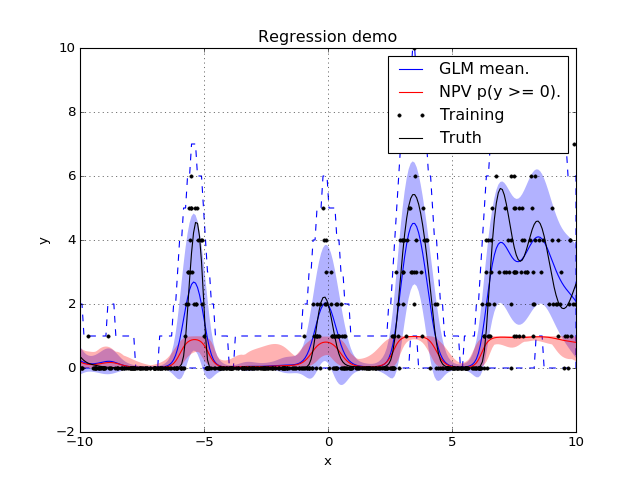 Regression demo
GLM mean.
NPV p(y >= 0).
Training
Truth
10
8
6
4
2
0
−2
y
−10
−5
0
5
10
x